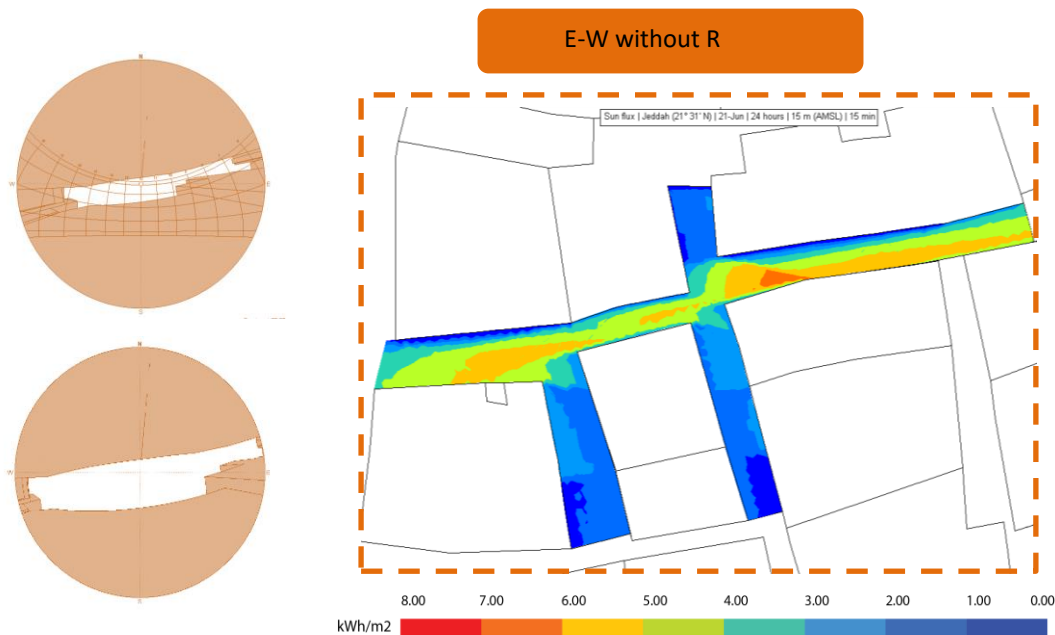 E-W without R
Sun flux | Jeddah (21° 31' N) | 21-Jun | 24 hours | 15 m (AMSL) | 15 min
N
W
E
S
N
W
8.00 7.00 6.00 5.00 4.00 3.00 2.00 1.00 0.00
kWh/m2